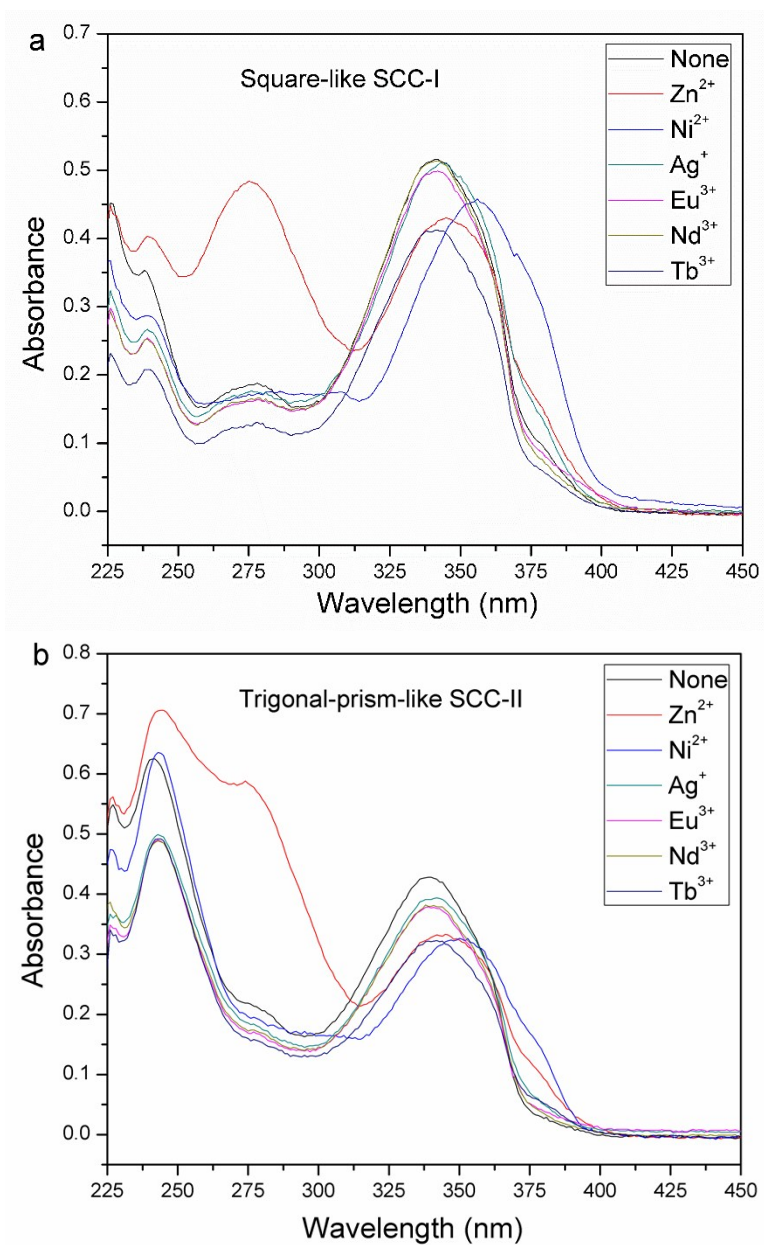 a
Square-like SCC-I
None
Zn²⁺
Ni²⁺
Ag⁺
Eu³⁺
Nd³⁺
Tb³⁺
0.7
0.6
0.5
0.4
0.3
0.2
0.1
0.0
Absorbance
225 250 275 300 325 350 375 400 425 450
Wavelength (nm)
b
Trigonal-prism-like SCC-II
None
Zn²⁺
Ni²⁺
Ag⁺
Eu³⁺
Nd³⁺
Tb³⁺
0.8
0.7
0.6
0.5
0.4
0.3
0.2
0.1
0.0
Absorbance
225 250 275 300 325 350 375 400 425 450
Wavelength (nm)